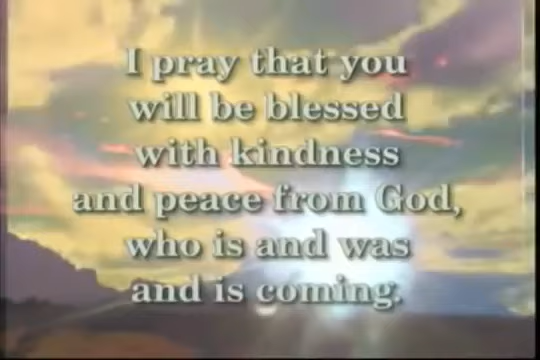 I pray that you
will be blessed
with kindness
and peace from God,
who is and was
and is coming.